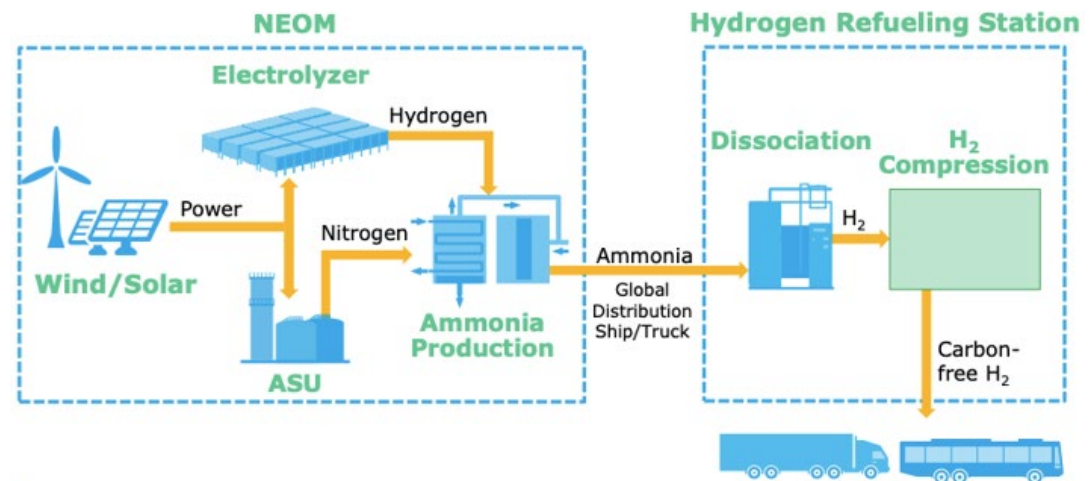 NEOM
Hydrogen Refueling Station
Electrolyzer
Hydrogen
Power
Nitrogen
Wind/Solar
ASU
Ammonia
Production
Ammonia
Global
Distribution
Ship/Truck
Dissociation
H₂
Compression
H₂
Carbon-
free H₂